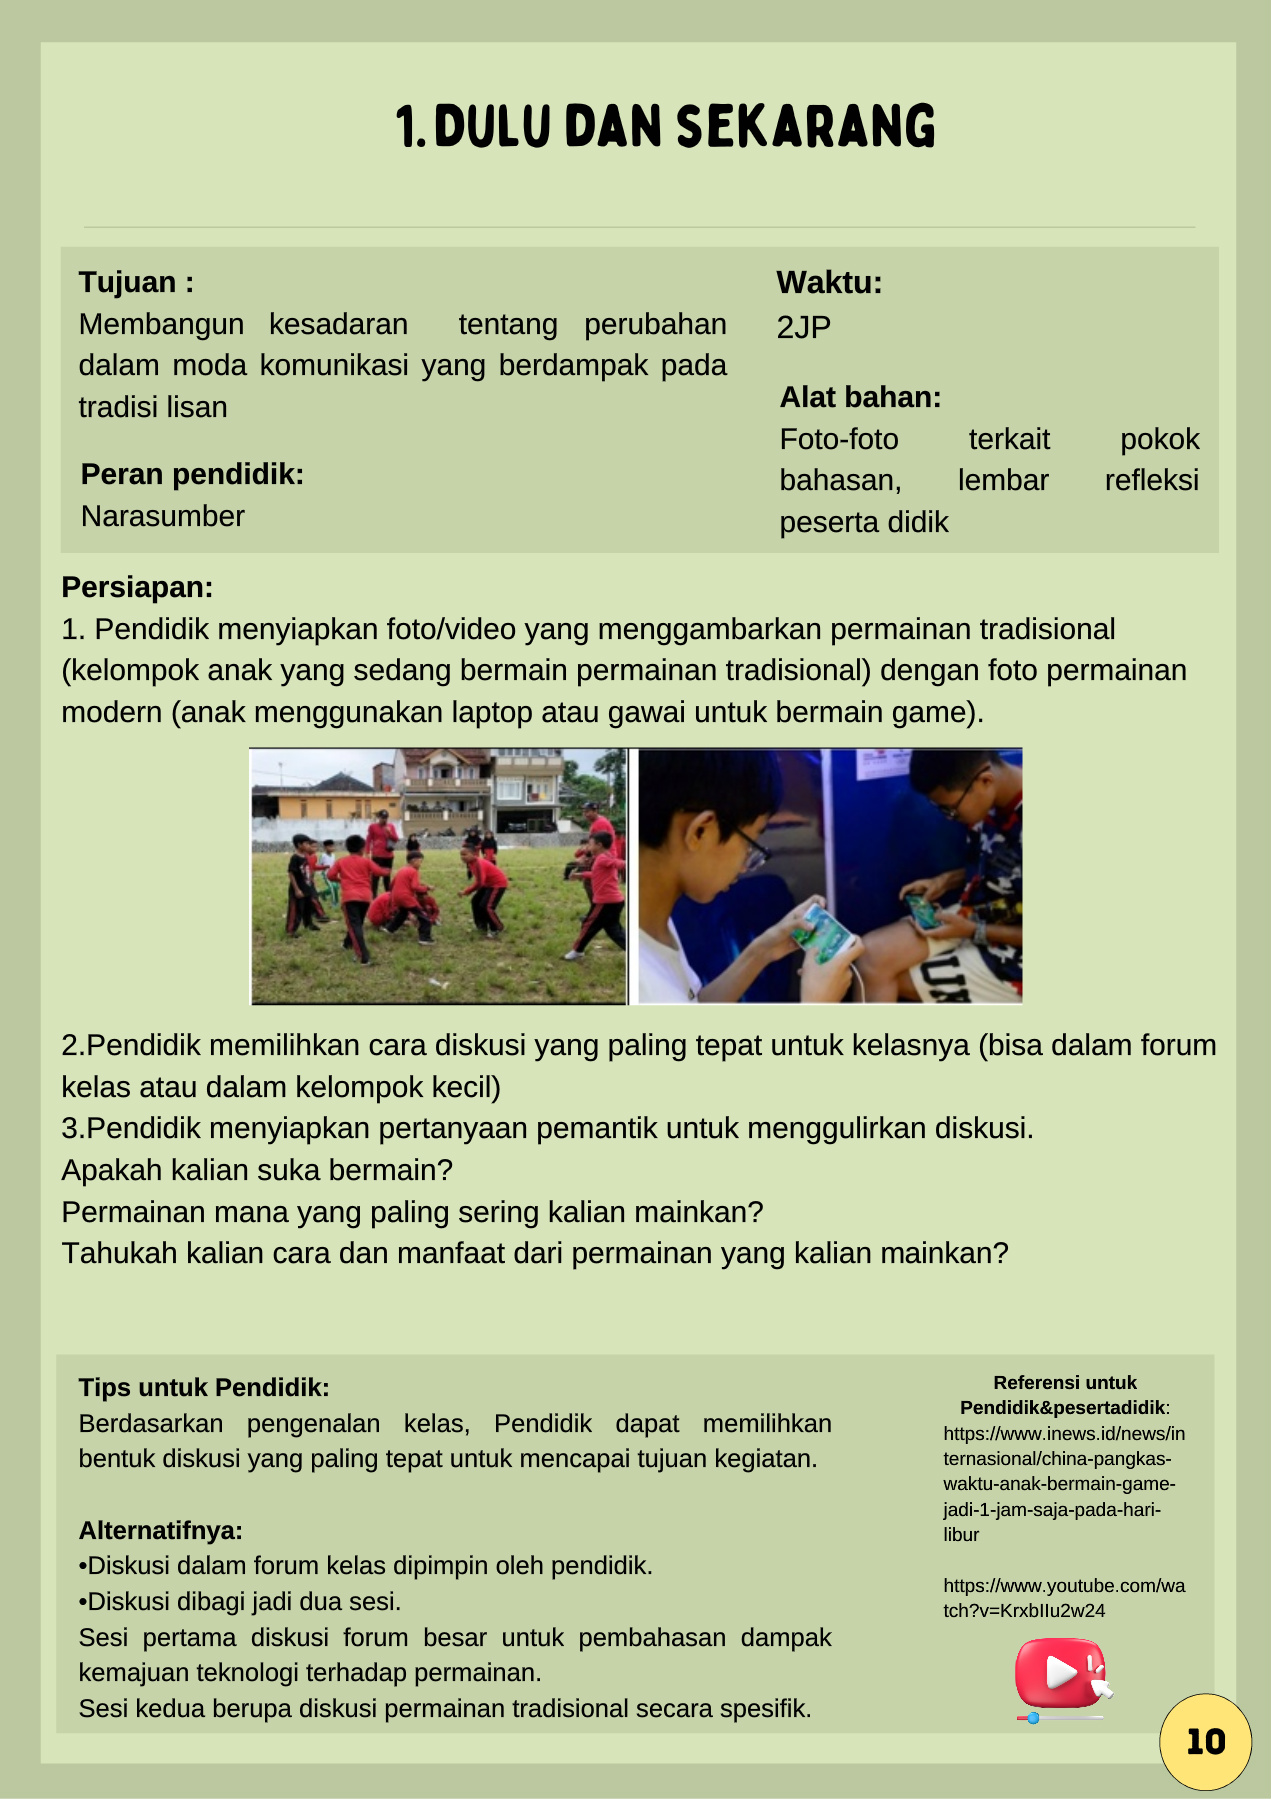 1. DULU DAN SEKARANG
Tujuan :
Membangun kesadaran tentang perubahan
dalam moda komunikasi yang berdampak pada
tradisi lisan
Peran pendidik:
Narasumber
Waktu:
2JP
Alat bahan:
Foto-foto terkait pokok
bahasan, lembar refleksi
peserta didik
Persiapan:
1. Pendidik menyiapkan foto/video yang menggambarkan permainan tradisional
(kelompok anak yang sedang bermain permainan tradisional) dengan foto permainan
modern (anak menggunakan laptop atau gawai untuk bermain game).
2.Pendidik memilihkan cara diskusi yang paling tepat untuk kelasnya (bisa dalam forum
kelas atau dalam kelompok kecil)
3.Pendidik menyiapkan pertanyaan pemantik untuk menggulirkan diskusi.
Apakah kalian suka bermain?
Permainan mana yang paling sering kalian mainkan?
Tahukah kalian cara dan manfaat dari permainan yang kalian mainkan?
Tips untuk Pendidik:
Berdasarkan pengenalan kelas, Pendidik dapat memilihkan
bentuk diskusi yang paling tepat untuk mencapai tujuan kegiatan.
Alternatifnya:
•Diskusi dalam forum kelas dipimpin oleh pendidik.
•Diskusi dibagi jadi dua sesi.
Sesi pertama diskusi forum besar untuk pembahasan dampak
kemajuan teknologi terhadap permainan.
Sesi kedua berupa diskusi permainan tradisional secara spesifik.
Referensi untuk
Pendidik&pesertadidik:
https://www.inews.id/news/in
ternasional/china-pangkas-
waktu-anak-bermain-game-
jadi-1-jam-saja-pada-hari-
libur
https://www.youtube.com/wa
tch?v=KrxbIIu2w24
10